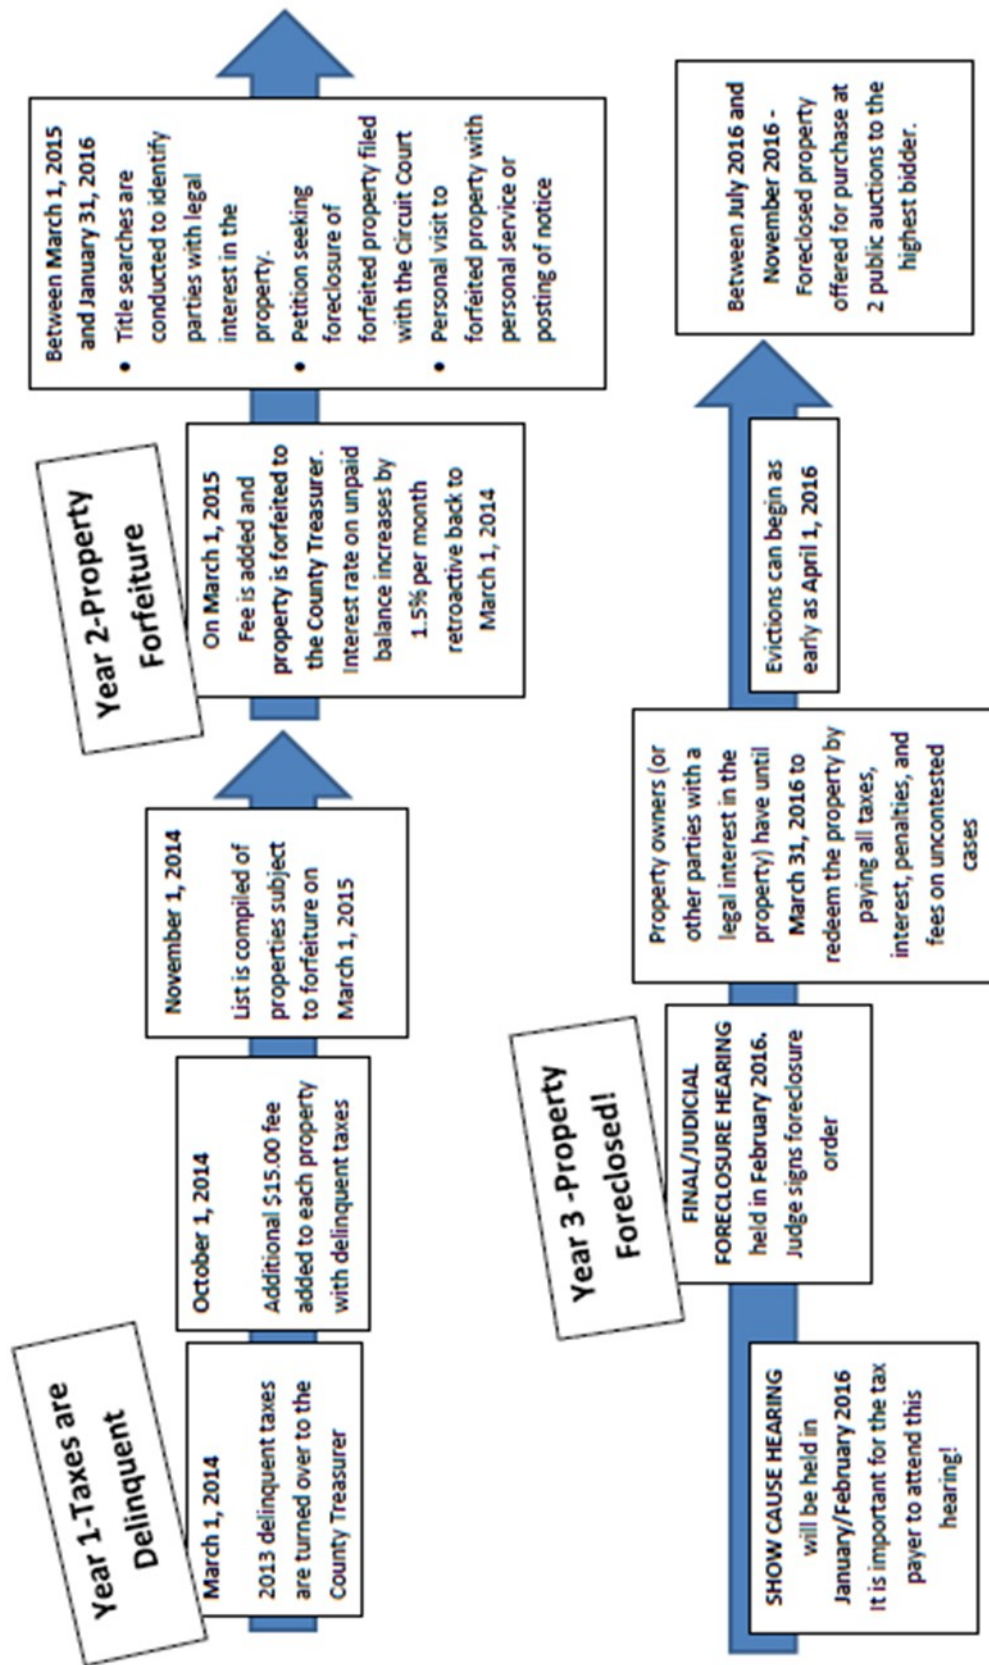 Year 1-Taxes are
Delinquent
March 1, 2014
2013 delinquent taxes
are turned over to the
County Treasurer
October 1, 2014
Additional $15.00 fee
added to each property
with delinquent taxes
November 1, 2014
List is compiled of
properties subject
to forfeiture on
March 1, 2015
Year 2-Property
Forfeiture
On March 1, 2015
Fee is added and
property is forfeited to
the County Treasurer.
Interest rate on unpaid
balance increases by
1.5% per month
retroactive back to
March 1, 2014
Between March 1, 2015
and January 31, 2016
• Title searches are
conducted to identify
parties with legal
interest in the
property.
• Petition seeking
foreclosure of
forfeited property filed
with the Circuit Court
• Personal visit to
forfeited property with
personal service or
posting of notice
Year 3 -Property
Foreclosed!
SHOW CAUSE HEARING
will be held in
January/February 2016
It is important for the tax
payer to attend this
hearing!
FINAL/JUDICIAL
FORECLOSURE HEARING
held in February 2016.
Judge signs foreclosure
order
Property owners (or
other parties with a
legal interest in the
property) have until
March 31, 2016 to
redeem the property by
paying all taxes,
interest, penalties, and
fees on uncontested
cases
Evictions can begin as
early as April 1, 2016
Between July 2016 and
November 2016 -
Foreclosed property
offered for purchase at
2 public auctions to the
highest bidder.